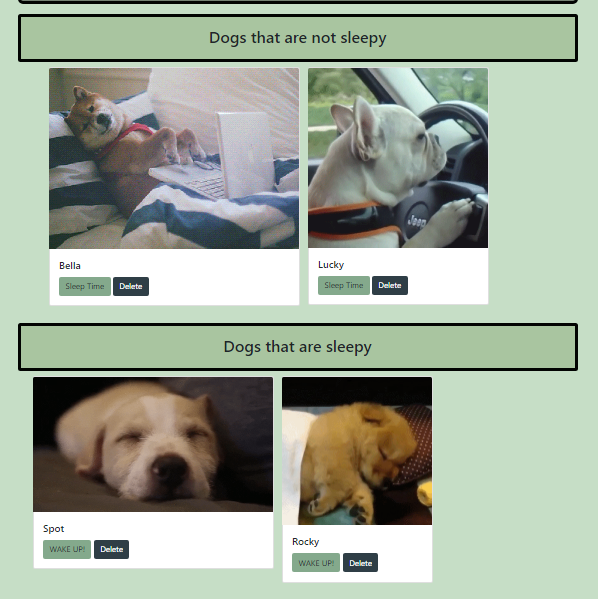 Dogs that are not sleepy
Jeep
Bella
Sleep Time Delete
Lucky
Sleep Time Delete
Dogs that are sleepy
Spot
WAKE UP! Delete
Rocky
WAKE UP! Delete